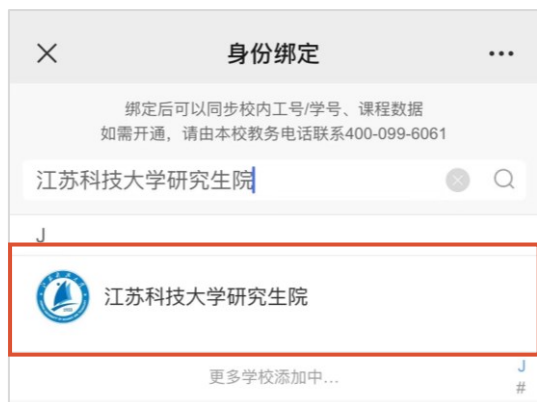 身份绑定
绑定后可以同步校内工号/学号、课程数据
如需开通，请由本校教务电话联系400-099-6061
江苏科技大学研究生院
J
江苏科技大学研究生院
更多学校添加中...
J
#